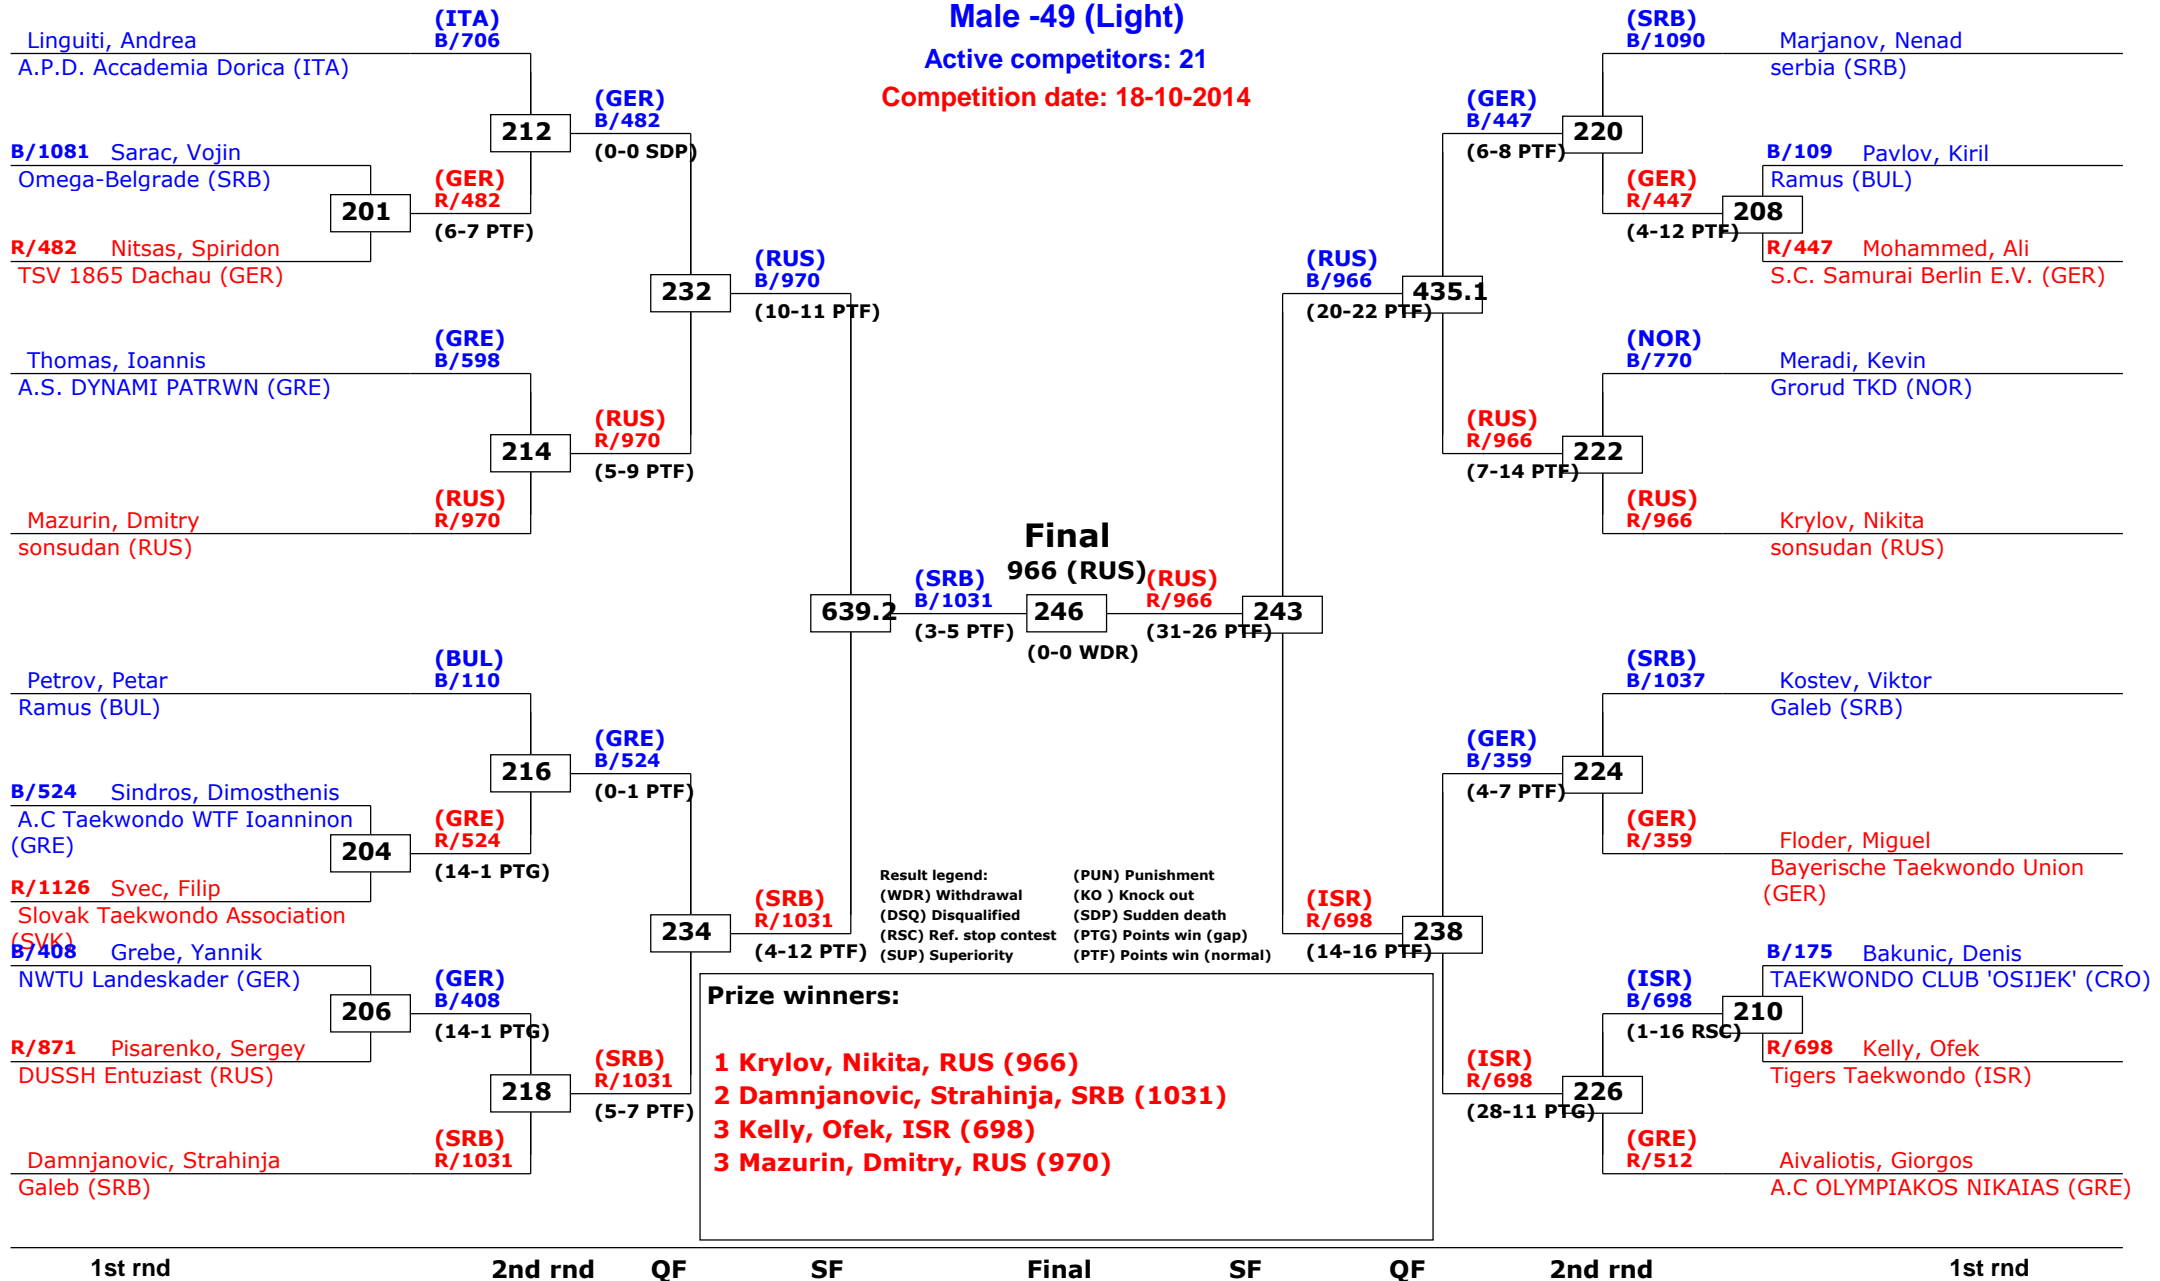 Male -49 (Light)
Active competitors: 21
Competition date: 18-10-2014
Linguiti, Andrea
A.P.D. Accademia Dorica (ITA)
(ITA)
B/706
B/1081 Sarac, Vojin
Omega-Belgrade (SRB)
201
R/482 Nitsas, Spiridon
TSV 1865 Dachau (GER)
(GER)
R/482
(6-7 PTF)
212
(GER)
B/482
(0-0 SDP)
Thomas, Ioannis
A.S. DYNAMI PATRWN (GRE)
(GRE)
B/598
214
Mazurin, Dmitry
sonsudan (RUS)
(RUS)
R/970
(RUS)
R/970
(5-9 PTF)
232
(RUS)
B/970
(10-11 PTF)
Petrov, Petar
Ramus (BUL)
(BUL)
B/110
B/524 Sindros, Dimosthenis
A.C Taekwondo WTF Ioanninon
(GRE)
204
R/1126 Svec, Filip
Slovak Taekwondo Association
(SVK)
(GRE)
R/524
(14-1 PTG)
216
(GRE)
B/524
(0-1 PTF)
B/408 Grebe, Yannik
NWTU Landeskader (GER)
206
R/871 Pisarenko, Sergey
DUSSH Entuziast (RUS)
(GER)
B/408
(14-1 PTG)
218
Damnjanovic, Strahinja
Galeb (SRB)
(SRB)
R/1031
(SRB)
R/1031
(5-7 PTF)
234
(SRB)
R/1031
(4-12 PTF)
639.2
(SRB)
B/1031
(3-5 PTF)
Final
966 (RUS)
246
(0-0 WDR)
(RUS)
R/966
(31-26 PTF)
243
(RUS)
B/966
(20-22 PTF)
435.1
(GER)
B/447
(6-8 PTF)
220
(SRB)
B/1090
Marjanov, Nenad
serbia (SRB)
(GER)
R/447
(4-12 PTF)
208
B/109 Pavlov, Kiril
Ramus (BUL)
R/447 Mohammed, Ali
S.C. Samurai Berlin E.V. (GER)
(RUS)
R/966
(7-14 PTF)
222
(NOR)
B/770
Meradi, Kevin
Grorud TKD (NOR)
(RUS)
R/966
Krylov, Nikita
sonsudan (RUS)
(ISR)
R/698
(14-16 PTF)
238
(GER)
B/359
(4-7 PTF)
224
(SRB)
B/1037
Kostev, Viktor
Galeb (SRB)
(GER)
R/359
Floder, Miguel
Bayerische Taekwondo Union
(GER)
(ISR)
R/698
(28-11 PTG)
226
(ISR)
B/698
(1-16 RSC)
210
B/175 Bakunic, Denis
TAEKWONDO CLUB 'OSIJEK' (CRO)
R/698 Kelly, Ofek
Tigers Taekwondo (ISR)
(GRE)
R/512
Aivaliotis, Giorgos
A.C OLYMPIAKOS NIKAIAS (GRE)
Result legend: (PUN) Punishment
(WDR) Withdrawal (KO ) Knock out
(DSQ) Disqualified (SDP) Sudden death
(RSC) Ref. stop contest (PTG) Points win (gap)
(SUP) Superiority (PTF) Points win (normal)
Prize winners:
1 Krylov, Nikita, RUS (966)
2 Damnjanovic, Strahinja, SRB (1031)
3 Kelly, Ofek, ISR (698)
3 Mazurin, Dmitry, RUS (970)
1st rnd 2nd rnd QF SF Final SF QF 2nd rnd 1st rnd